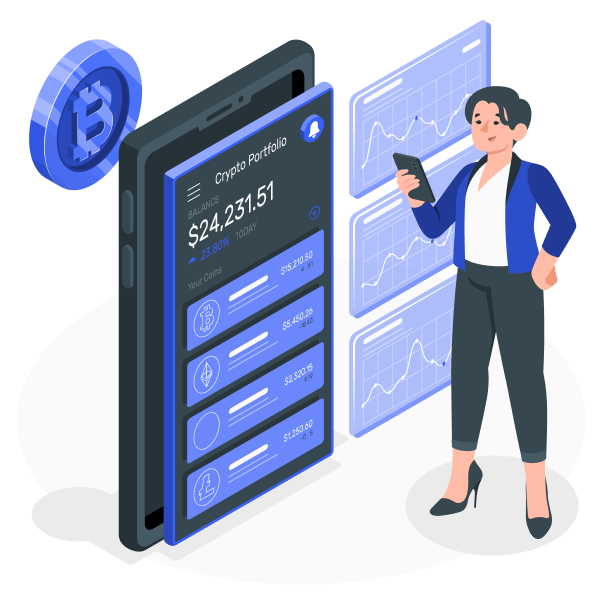 Crypto Portfolio
BALANCE
$24,231.51
23.80% TODAY
Your Coins
$15,210.50
$5,450.26
$2,320.15
$1,250.60